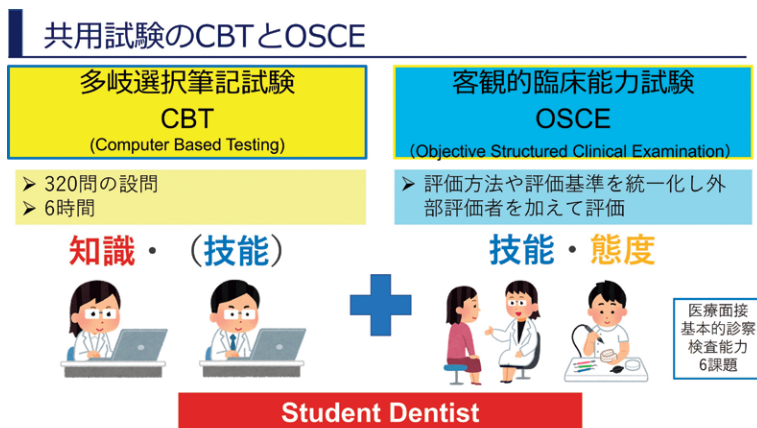 共用試験のCBTとOSCE
多岐選択筆記試験
CBT
(Computer Based Testing)
➢ 320問の設問
➢ 6時間
知識・（技能）
客観的臨床能力試験
OSCE
(Objective Structured Clinical Examination)
➢ 評価方法や評価基準を統一化し外
部評価者を加えて評価
技能・態度
医療面接
基本的診察
検査能力
6課題
Student Dentist